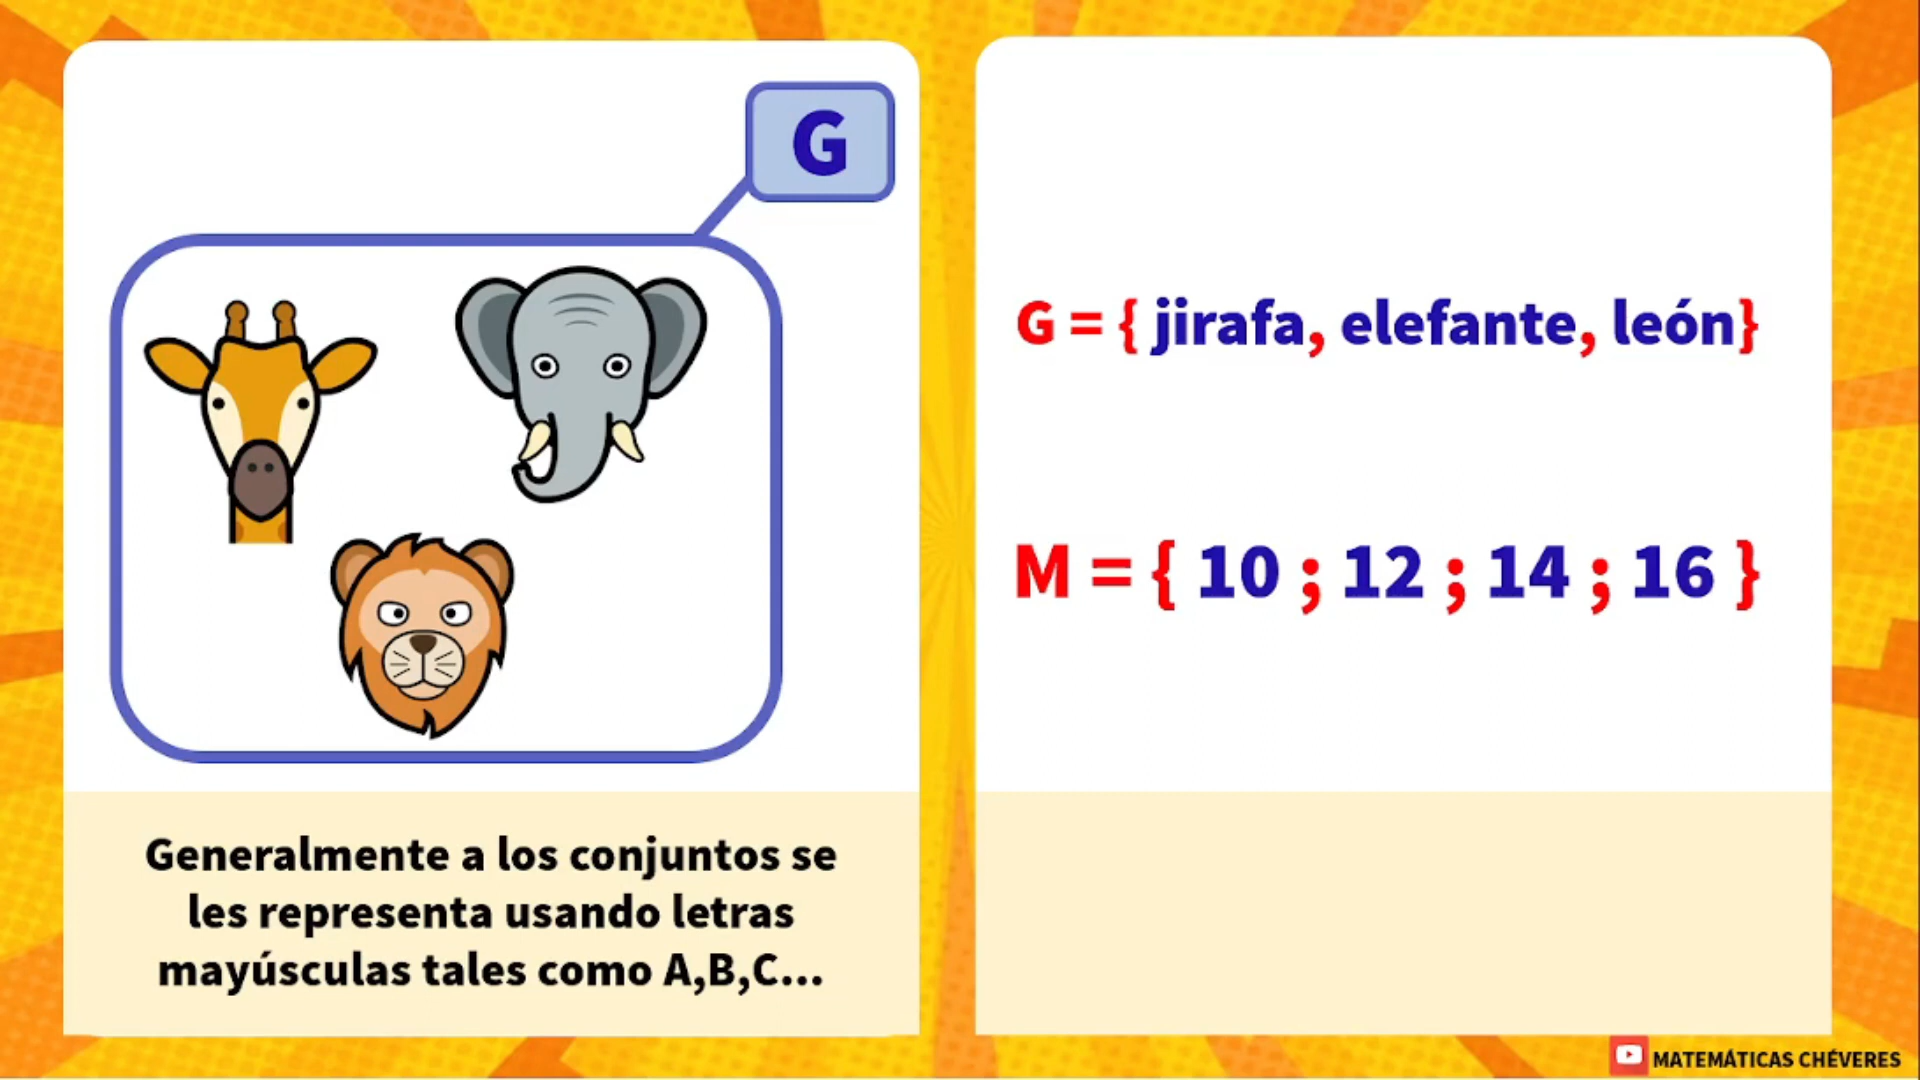 G
Generalmente a los conjuntos se
les representa usando letras
mayúsculas tales como A,B,C...
G = { jirafa, elefante, león}
M = { 10 ; 12 ; 14 ; 16 }
MATEMÁTICAS CHÉVERES